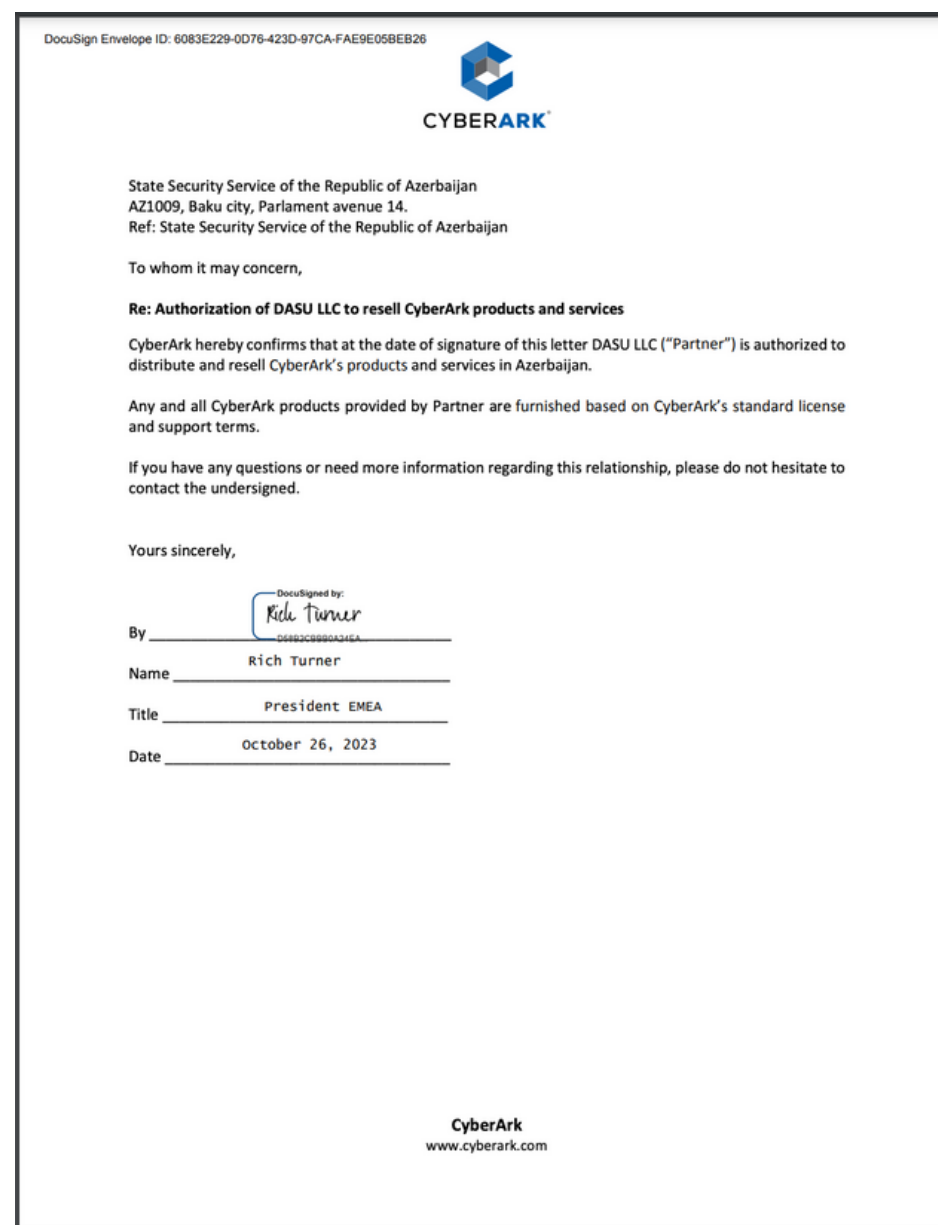 DocuSign Envelope ID: 6083E229-0D76-423D-97CA-FAE9E05BEB26
CYBERARK®
State Security Service of the Republic of Azerbaijan
AZ1009, Baku city, Parlament avenue 14.
Ref: State Security Service of the Republic of Azerbaijan
To whom it may concern,
Re: Authorization of DASU LLC to resell CyberArk products and services
CyberArk hereby confirms that at the date of signature of this letter DASU LLC (“Partner”) is authorized to
distribute and resell CyberArk’s products and services in Azerbaijan.
Any and all CyberArk products provided by Partner are furnished based on CyberArk’s standard license
and support terms.
If you have any questions or need more information regarding this relationship, please do not hesitate to
contact the undersigned.
Yours sincerely,
DocuSigned by:
Rich Turner
By
Rich Turner
Name
President EMEA
Title
October 26, 2023
Date
CyberArk
www.cyberark.com